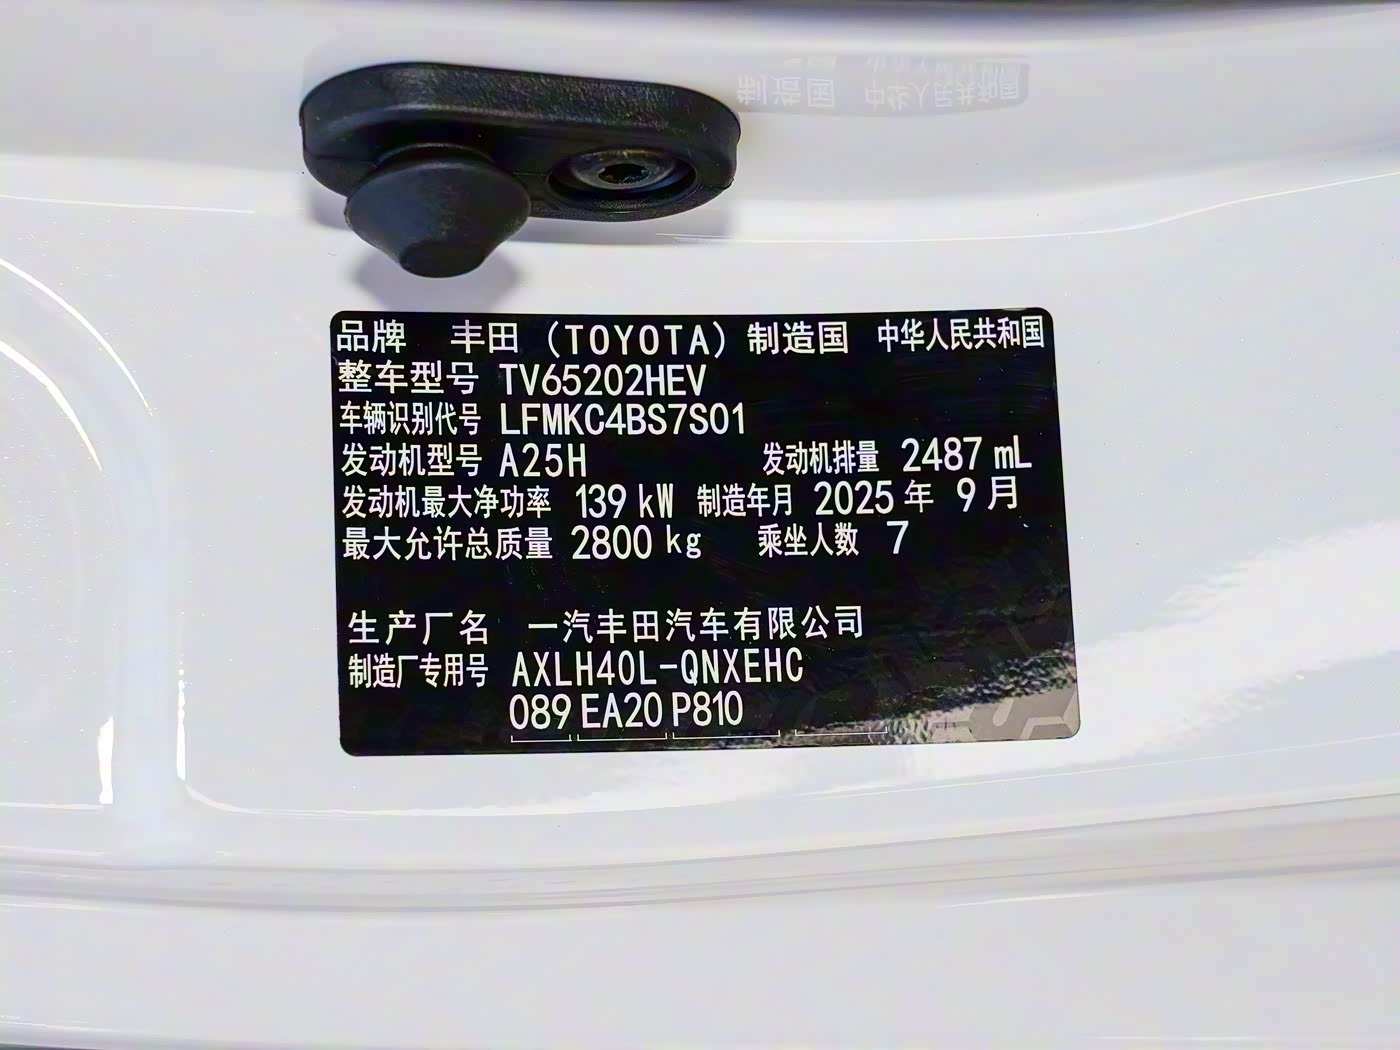 品牌 丰田（TOYOTA）制造国 中华人民共和国
整车型号 TV65202HEV
车辆识别代号 LFMKC4BS7S01
发动机型号 A25H 发动机排量 2487 mL
发动机最大净功率 139 kW 制造年月 2025 年 9 月
最大允许总质量 2800 kg 乘坐人数 7
生产厂名 一汽丰田汽车有限公司
制造厂专用号 AXLH40L-QNXEHC
089 EA20 P810